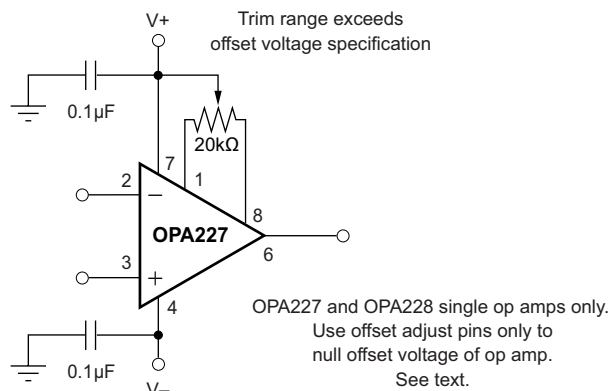 V+
Trim range exceeds
offset voltage specification
0.1µF
20kΩ
7
1
2
−
8
OPA227
6
3
+
4
OPA227 and OPA228 single op amps only.
Use offset adjust pins only to
null offset voltage of op amp.
See text.
0.1µF
V−